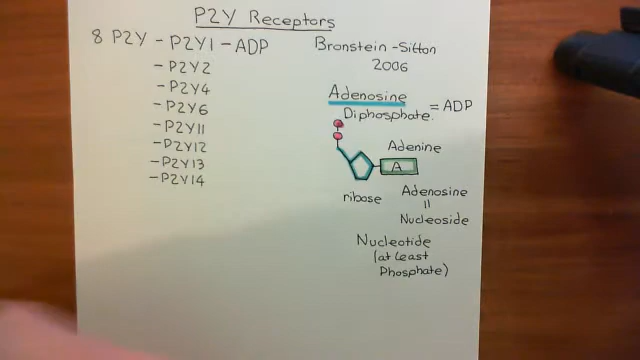 P2Y Receptors
8 P2Y - P2Y1 - ADP
- P2Y2
- P2Y4
- P2Y6
- P2Y11
- P2Y12
- P2Y13
- P2Y14
Bronstein-Sitton
2006
Adenosine
Diphosphate. = ADP
Adenine
A
ribose
Adenosine
=
Nucleoside
Nucleotide
(at least
Phosphate)